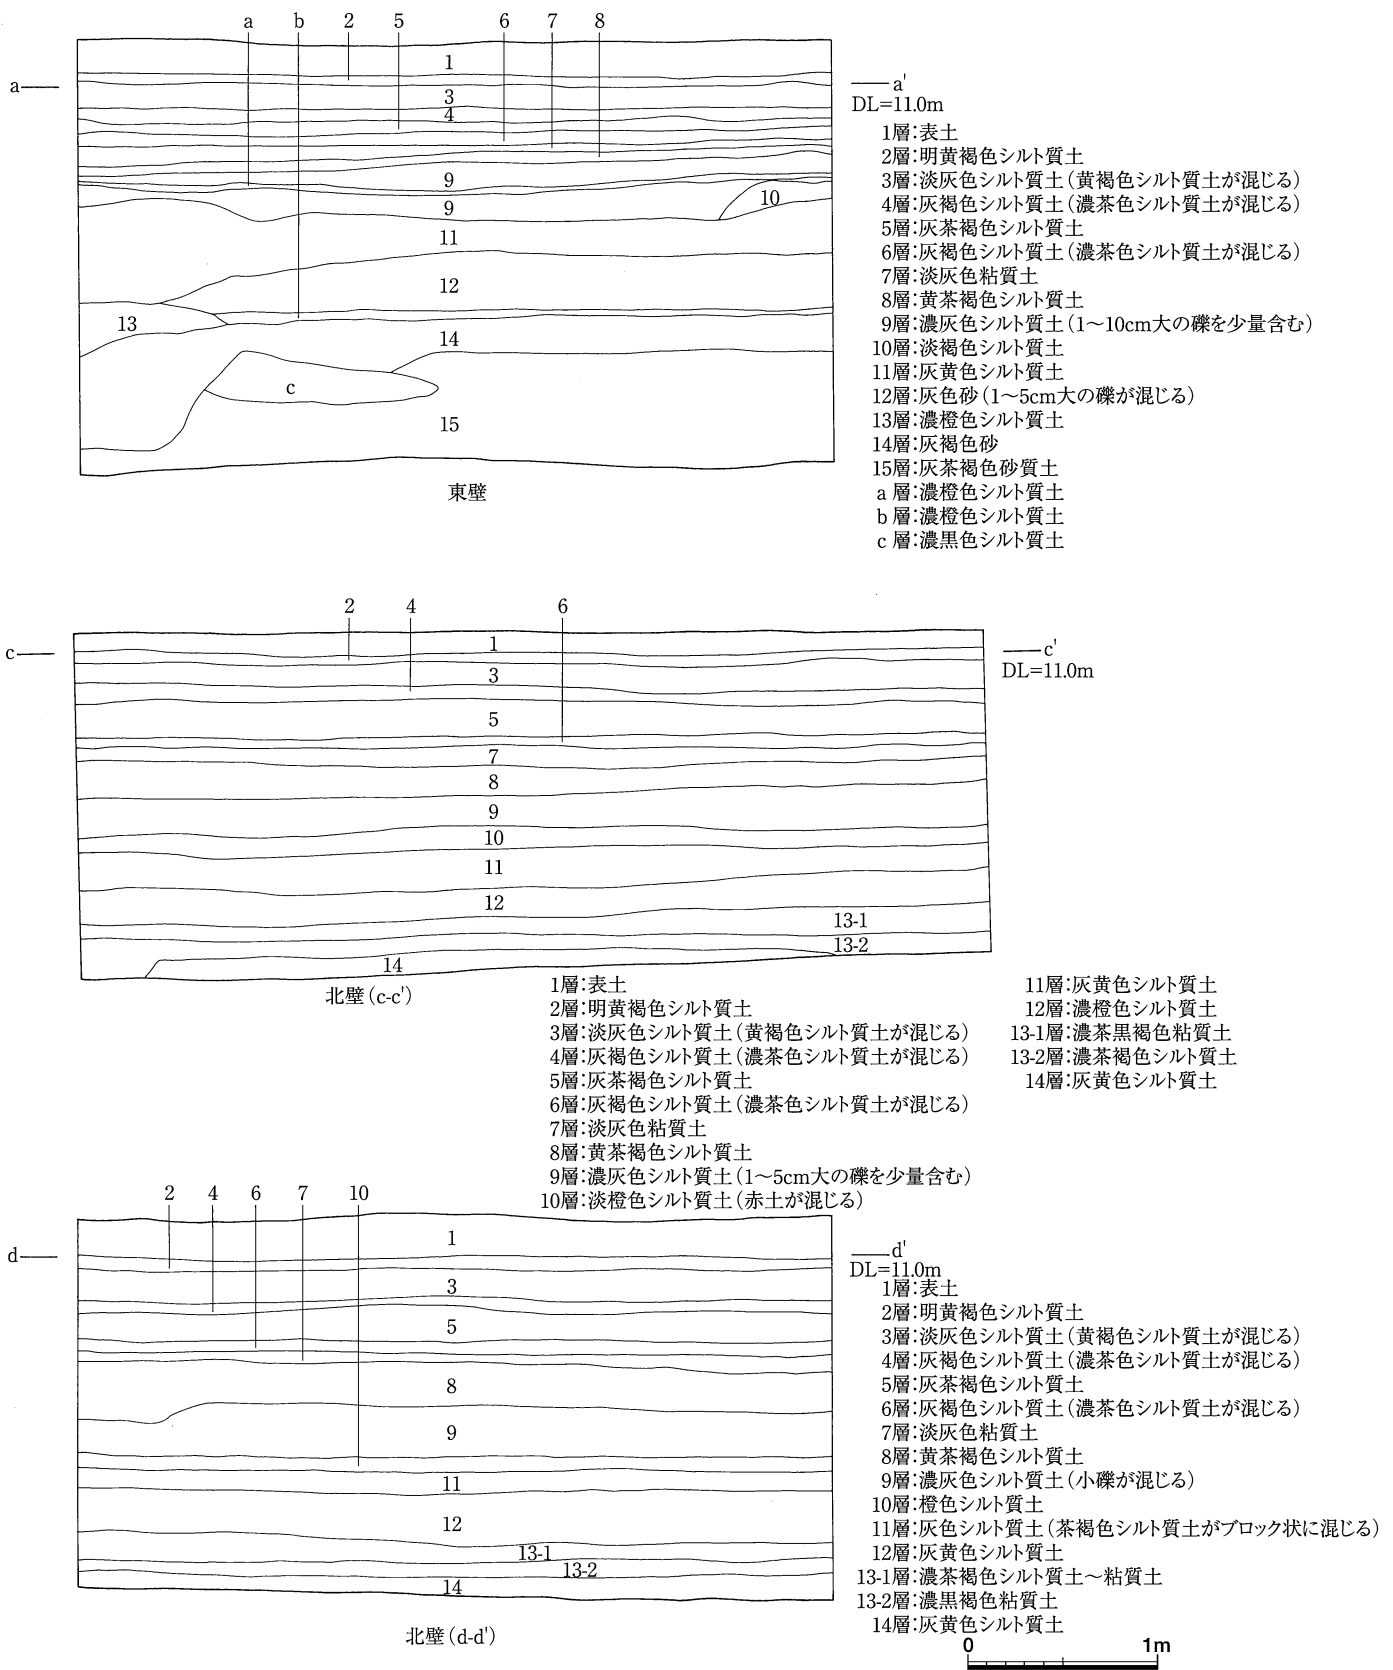 a b 2 5 6 7 8
1
a a'
DL=11.0m
3
4
9
10
9
11
12
13
14
c
15
東壁
1層:表土
2層:明黄褐色シルト質土
3層:淡灰色シルト質土(黄褐色シルト質土が混じる)
4層:灰褐色シルト質土(濃茶色シルト質土が混じる)
5層:灰茶褐色シルト質土
6層:灰褐色シルト質土(濃茶色シルト質土が混じる)
7層:淡灰色粘質土
8層:黄茶褐色シルト質土
9層:濃灰色シルト質土(1~10cm大の礫を少量含む)
10層:淡褐色シルト質土
11層:灰黄色シルト質土
12層:灰色砂(1~5cm大の礫が混じる)
13層:濃橙色シルト質土
14層:灰褐色砂
15層:灰茶褐色砂質土
a層:濃橙色シルト質土
b層:濃橙色シルト質土
c層:濃黒色シルト質土
2 4 6
1
c c'
DL=11.0m
3
5
7
8
9
10
11
12
13-1
13-2
14
北壁(c-c')
1層:表土
2層:明黄褐色シルト質土
3層:淡灰色シルト質土(黄褐色シルト質土が混じる)
4層:灰褐色シルト質土(濃茶色シルト質土が混じる)
5層:灰茶褐色シルト質土
6層:灰褐色シルト質土(濃茶色シルト質土が混じる)
7層:淡灰色粘質土
8層:黄茶褐色シルト質土
9層:濃灰色シルト質土(1~5cm大の礫を少量含む)
10層:淡橙色シルト質土(赤土が混じる)
11層:灰黄色シルト質土
12層:濃橙色シルト質土
13-1層:濃茶黒褐色粘質土
13-2層:濃茶褐色シルト質土
14層:灰黄色シルト質土
2 4 6 7 10
1
d d'
DL=11.0m
3
5
8
9
11
12
13-1
13-2
14
北壁(d-d')
1層:表土
2層:明黄褐色シルト質土
3層:淡灰色シルト質土(黄褐色シルト質土が混じる)
4層:灰褐色シルト質土(濃茶色シルト質土が混じる)
5層:灰茶褐色シルト質土
6層:灰褐色シルト質土(濃茶色シルト質土が混じる)
7層:淡灰色粘質土
8層:黄茶褐色シルト質土
9層:濃灰色シルト質土(小礫が混じる)
10層:橙色シルト質土
11層:灰色シルト質土(茶褐色シルト質土がブロック状に混じる)
12層:灰黄色シルト質土
13-1層:濃茶褐色シルト質土~粘質土
13-2層:濃黒褐色粘質土
14層:灰黄色シルト質土
0 1m